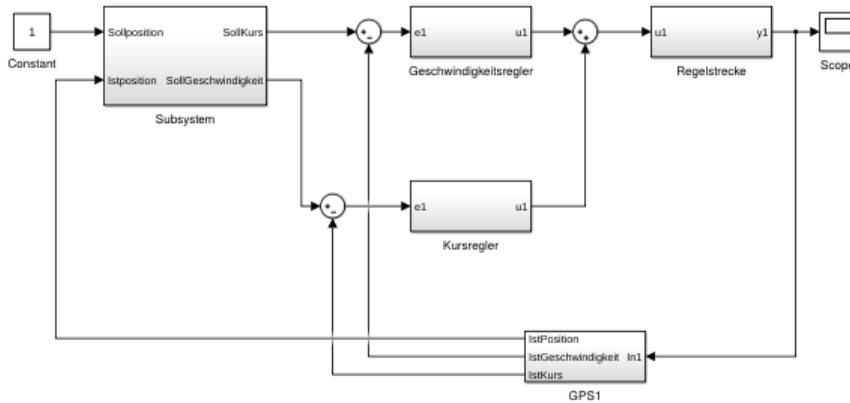 1
Constant
Sollposition
SollKurs
Istposition
SollGeschwindigkeit
Subsystem
+
−
e1
u1
Geschwindigkeitsregler
+
+
u1
y1
Regelstrecke
Scope
+
−
e1
u1
Kursregler
IstPosition
IstGeschwindigkeit
In1
IstKurs
GPS1